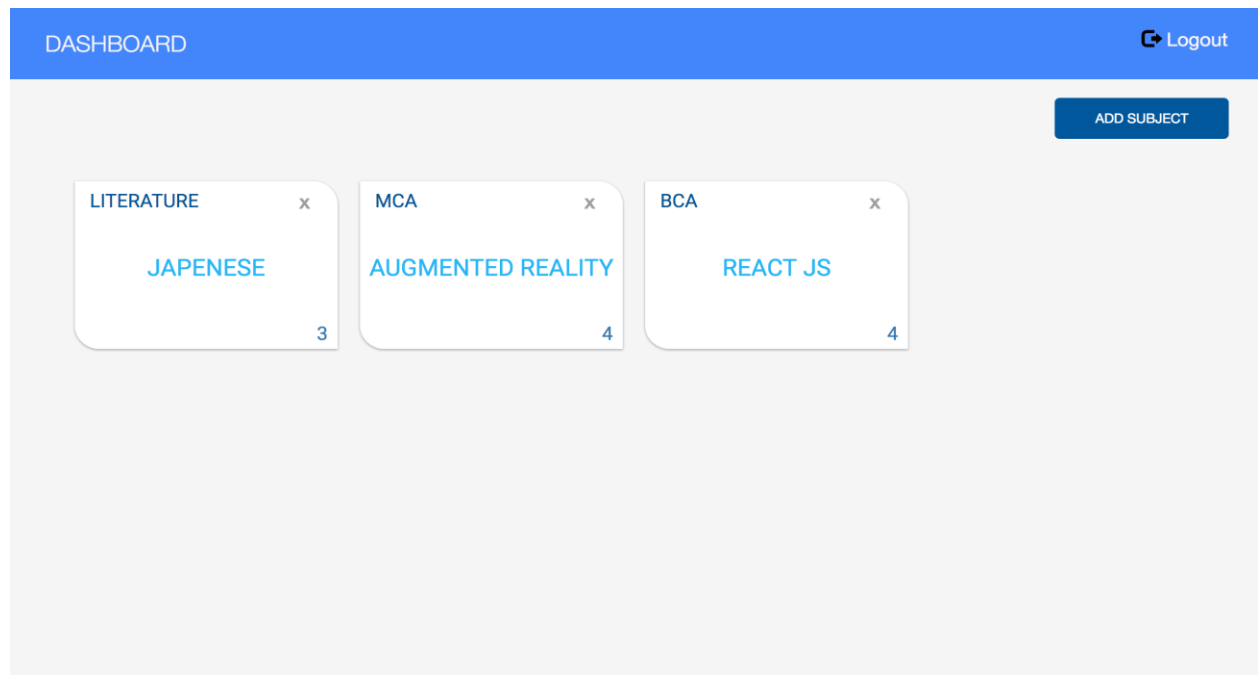 DASHBOARD
Logout
ADD SUBJECT
LITERATURE x
JAPENESE
3
MCA x
AUGMENTED REALITY
4
BCA x
REACT JS
4